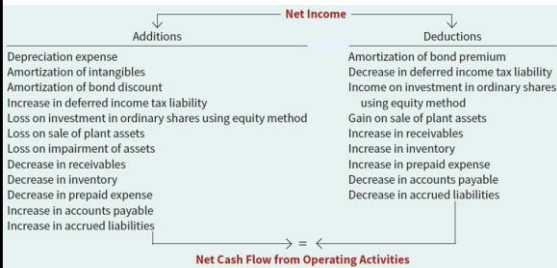 Net Income
Additions
Depreciation expense
Amortization of intangibles
Amortization of bond discount
Increase in deferred income tax liability
Loss on investment in ordinary shares using equity method
Loss on sale of plant assets
Loss on impairment of assets
Decrease in receivables
Decrease in inventory
Decrease in prepaid expense
Increase in accounts payable
Increase in accrued liabilities
Deductions
Amortization of bond premium
Decrease in deferred income tax liability
Income on investment in ordinary shares
using equity method
Gain on sale of plant assets
Increase in receivables
Increase in inventory
Increase in prepaid expense
Decrease in accounts payable
Decrease in accrued liabilities
=
Net Cash Flow from Operating Activities